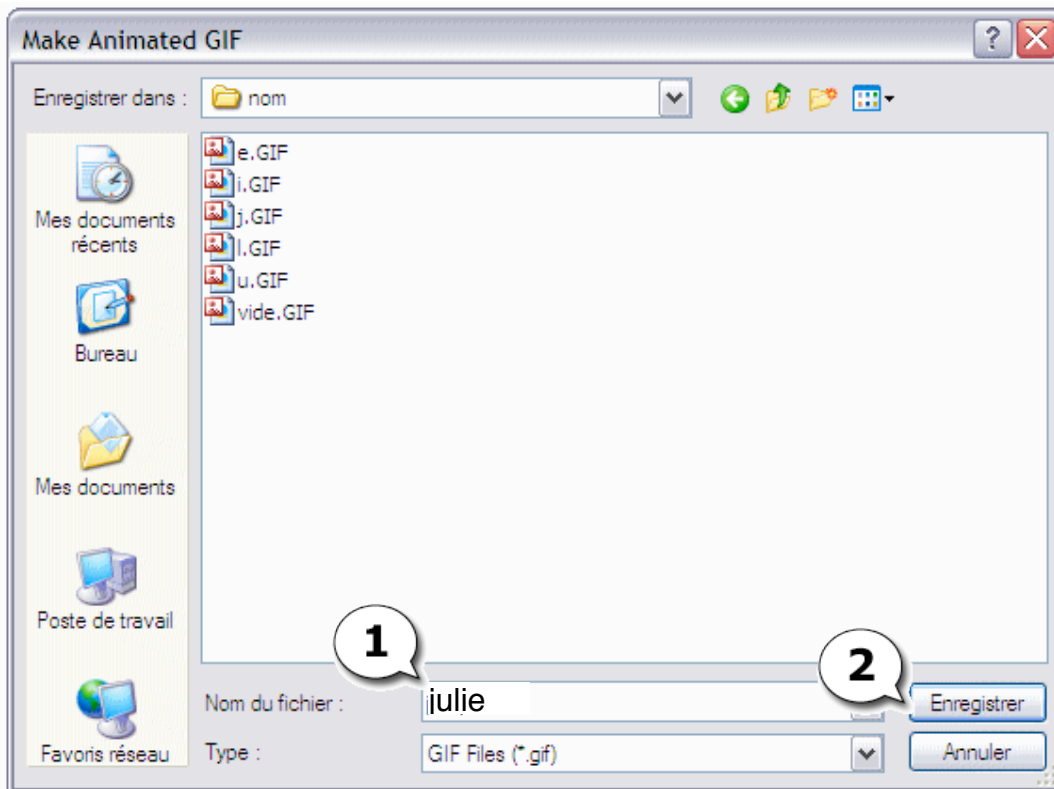 Make Animated GIF
Enregistrer dans :
nom
e.GIF
i.GIF
j.GIF
l.GIF
u.GIF
vide.GIF
Mes documents
récents
Bureau
Mes documents
Poste de travail
Favoris réseau
1
2
Nom du fichier :
julie
Enregistrer
Type :
GIF Files (*.gif)
Annuler